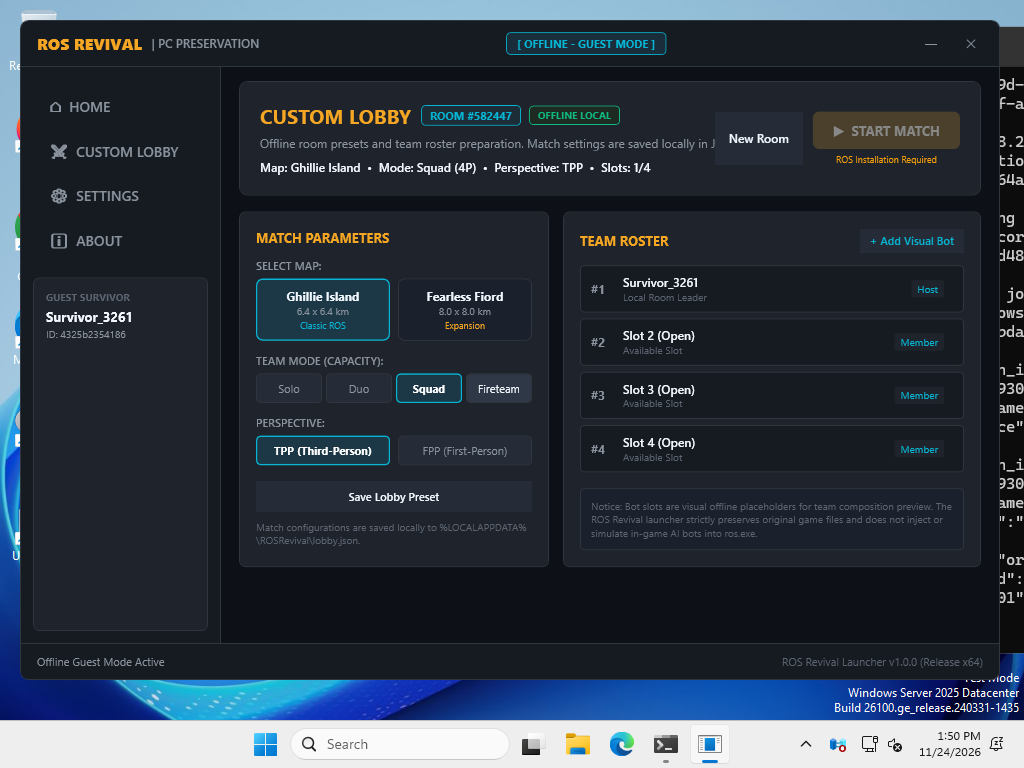 ROS REVIVAL | PC PRESERVATION
[ OFFLINE - GUEST MODE ]
HOME
CUSTOM LOBBY
SETTINGS
ABOUT
GUEST SURVIVOR
Survivor_3261
ID: 4325b2354186
CUSTOM LOBBY ROOM #582447 OFFLINE LOCAL
Offline room presets and team roster preparation. Match settings are saved locally in J
Map: Ghillie Island • Mode: Squad (4P) • Perspective: TPP • Slots: 1/4
New Room
▶ START MATCH
ROS Installation Required
MATCH PARAMETERS
SELECT MAP:
Ghillie Island
6.4 x 6.4 km
Classic ROS
Fearless Fiord
8.0 x 8.0 km
Expansion
TEAM MODE (CAPACITY):
Solo Duo Squad Fireteam
PERSPECTIVE:
TPP (Third-Person) FPP (First-Person)
Save Lobby Preset
Match configurations are saved locally to %LOCALAPPDATA%
\ROSRevival\lobby.json.
TEAM ROSTER
+ Add Visual Bot
#1 Survivor_3261 Host
Local Room Leader
#2 Slot 2 (Open) Member
Available Slot
#3 Slot 3 (Open) Member
Available Slot
#4 Slot 4 (Open) Member
Available Slot
Notice: Bot slots are visual offline placeholders for team composition preview. The
ROS Revival launcher strictly preserves original game files and does not inject or
simulate in-game AI bots into ros.exe.
Offline Guest Mode Active
ROS Revival Launcher v1.0.0 (Release x64)
Mode
Windows Server 2025 Datacenter
Build 26100.ge_release.240331-1435
Search
1:50 PM
11/24/2026